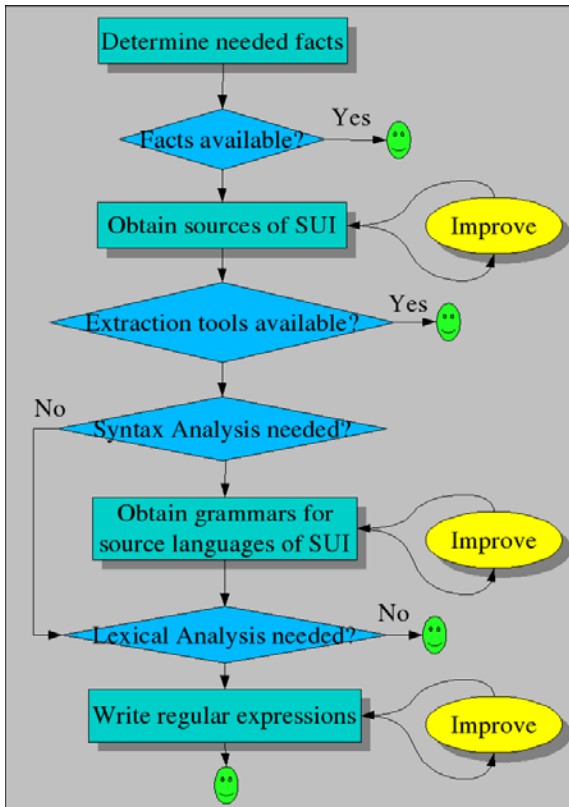 Determine needed facts
Yes
Facts available?
Obtain sources of SUI
Improve
Yes
Extraction tools available?
No
Syntax Analysis needed?
Obtain grammars for
source languages of SUI
Improve
No
Lexical Analysis needed?
Write regular expressions
Improve